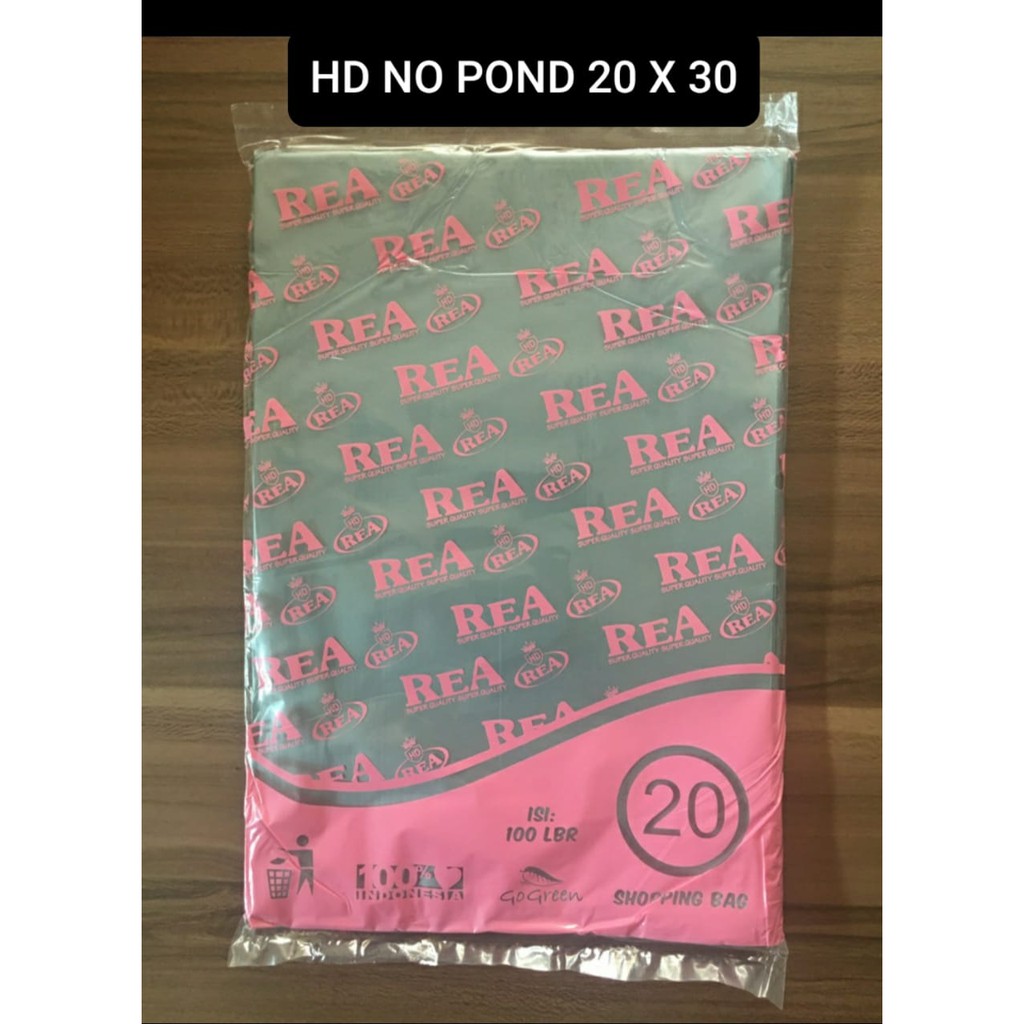 HD NO POND 20 X 30
REA
SUPER QUALITY SUPER QUALITY
HD
REA
ISI:
100 LBR
20
100%
INDONESIA
GoGreen
SHOPPING BAG